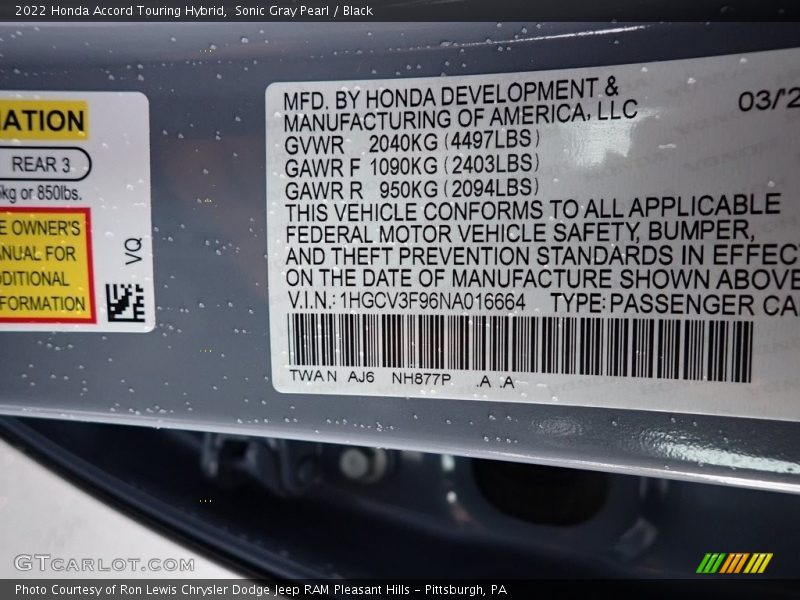 2022 Honda Accord Touring Hybrid, Sonic Gray Pearl / Black
MATION
REAR 3
kg or 850lbs.
E OWNER'S
ANUAL FOR
DDITIONAL
FORMATION
VQ
MFD. BY HONDA DEVELOPMENT &
MANUFACTURING OF AMERICA, LLC
03/2
GVWR 2040KG (4497LBS)
GAWR F 1090KG (2403LBS)
GAWR R 950KG (2094LBS)
THIS VEHICLE CONFORMS TO ALL APPLICABLE
FEDERAL MOTOR VEHICLE SAFETY, BUMPER,
AND THEFT PREVENTION STANDARDS IN EFFEC
ON THE DATE OF MANUFACTURE SHOWN ABOVE
V.I.N.: 1HGCV3F96NA016664 TYPE: PASSENGER CA
TWAN AJ6 NH877P .A .A
GTCARLOT.COM
Photo Courtesy of Ron Lewis Chrysler Dodge Jeep RAM Pleasant Hills - Pittsburgh, PA